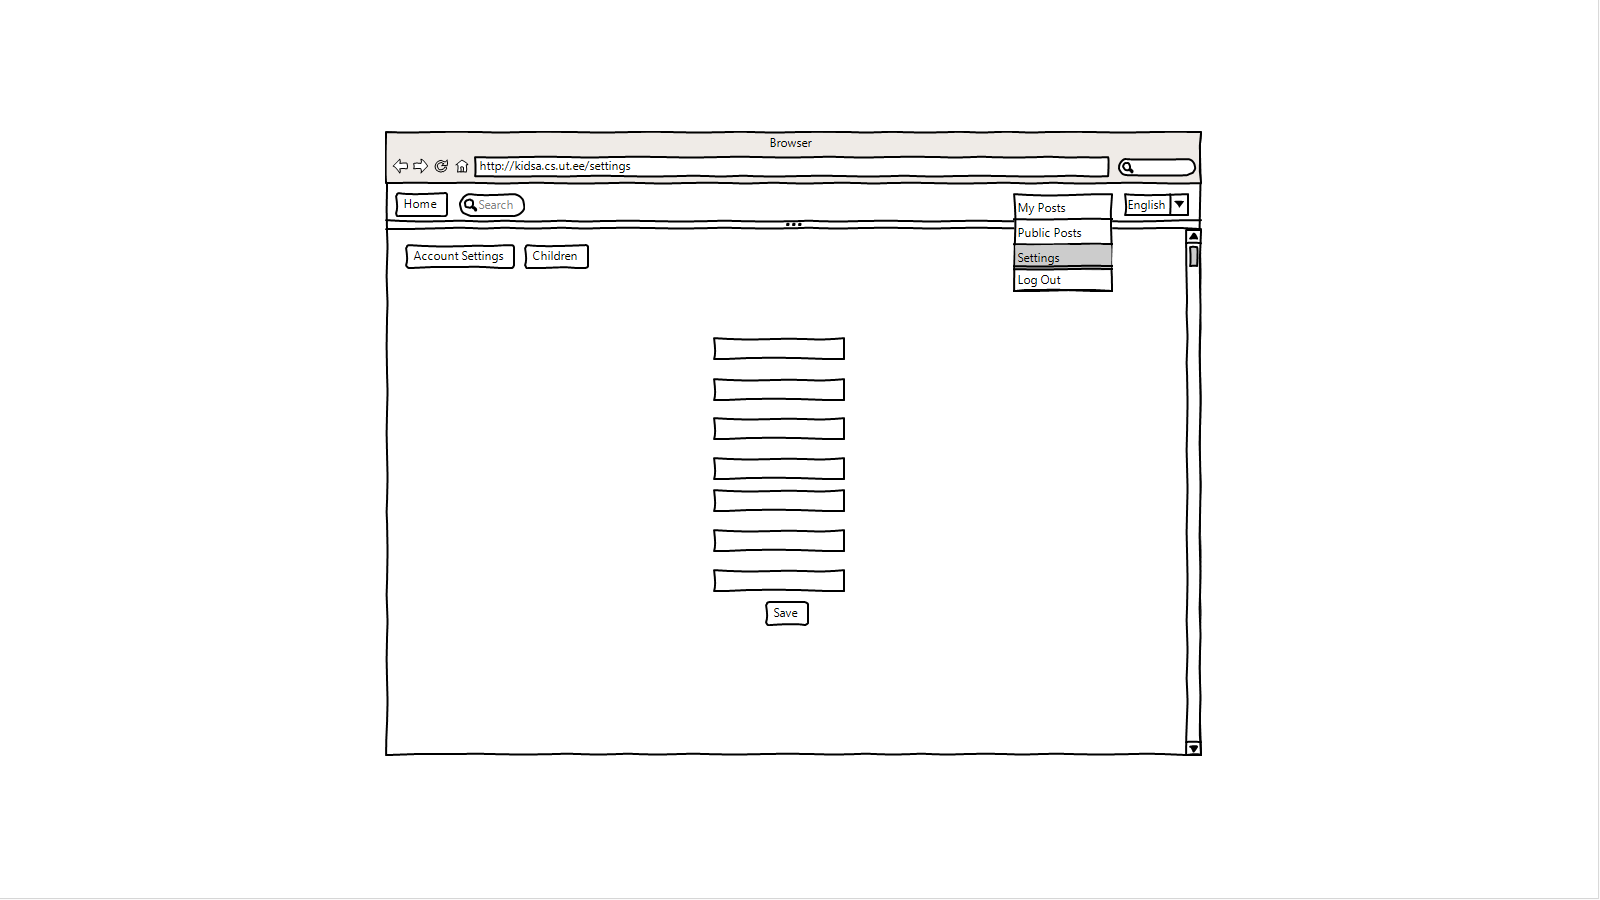 Browser
http://kidsa.cs.ut.ee/settings
Home
Search
My Posts
English
Public Posts
Account Settings
Children
Settings
Log Out
Save